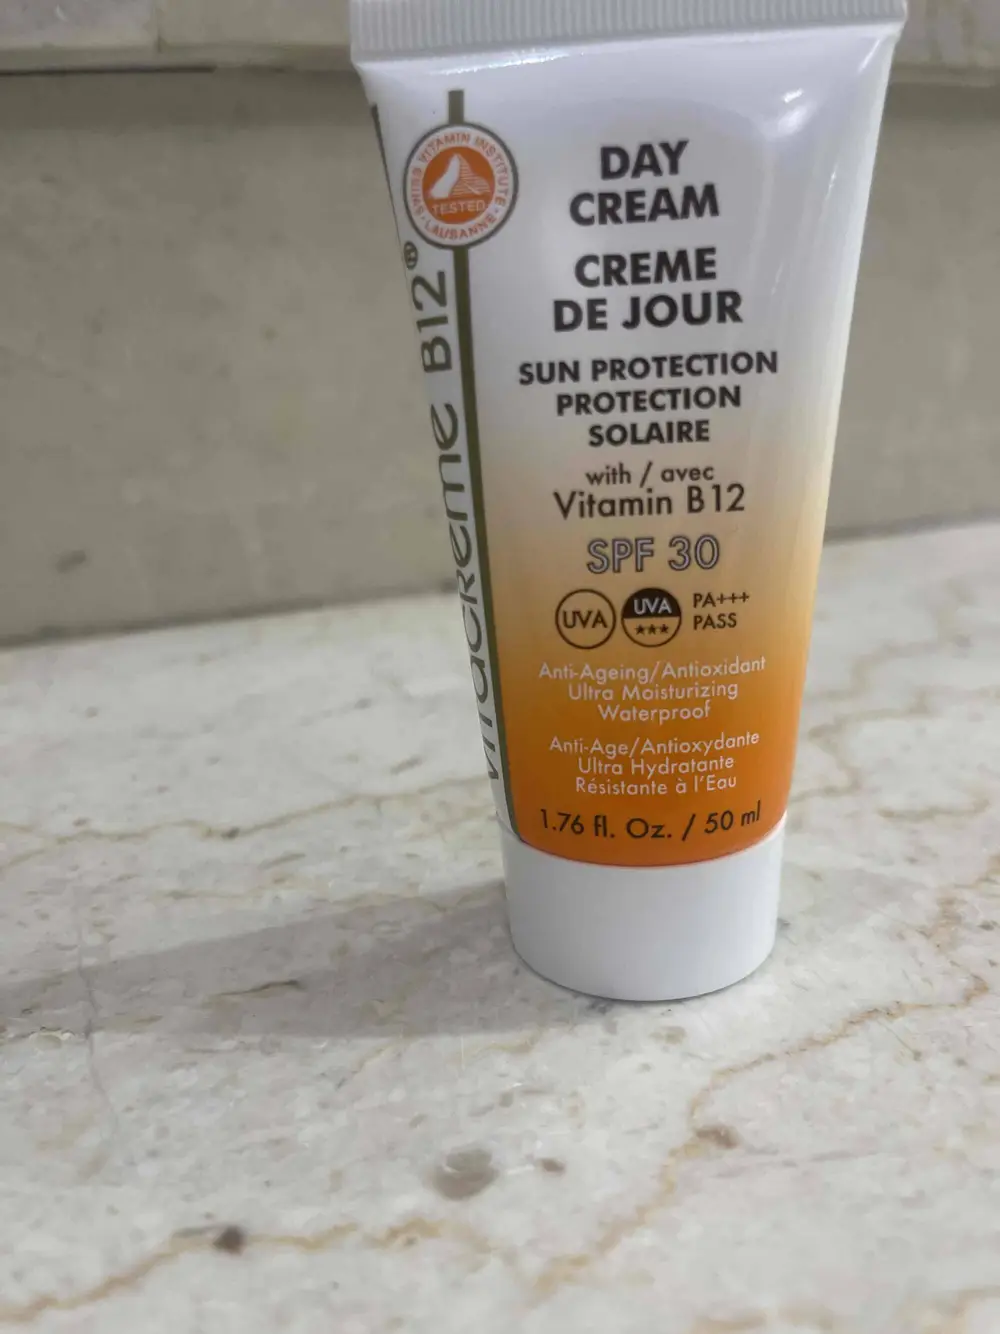 SWISS VITAMIN INSTITUTE
TESTED
LAUSANNE
Vitacreme B12®
DAY
CREAM
CREME
DE JOUR
SUN PROTECTION
PROTECTION
SOLAIRE
with / avec
Vitamin B12
SPF 30
UVA
UVA
★★★
PA+++
PASS
Anti-Ageing/Antioxidant
Ultra Moisturizing
Waterproof
Anti-Age/Antioxydante
Ultra Hydratante
Résistante à l'Eau
1.76 fl. Oz. / 50 ml